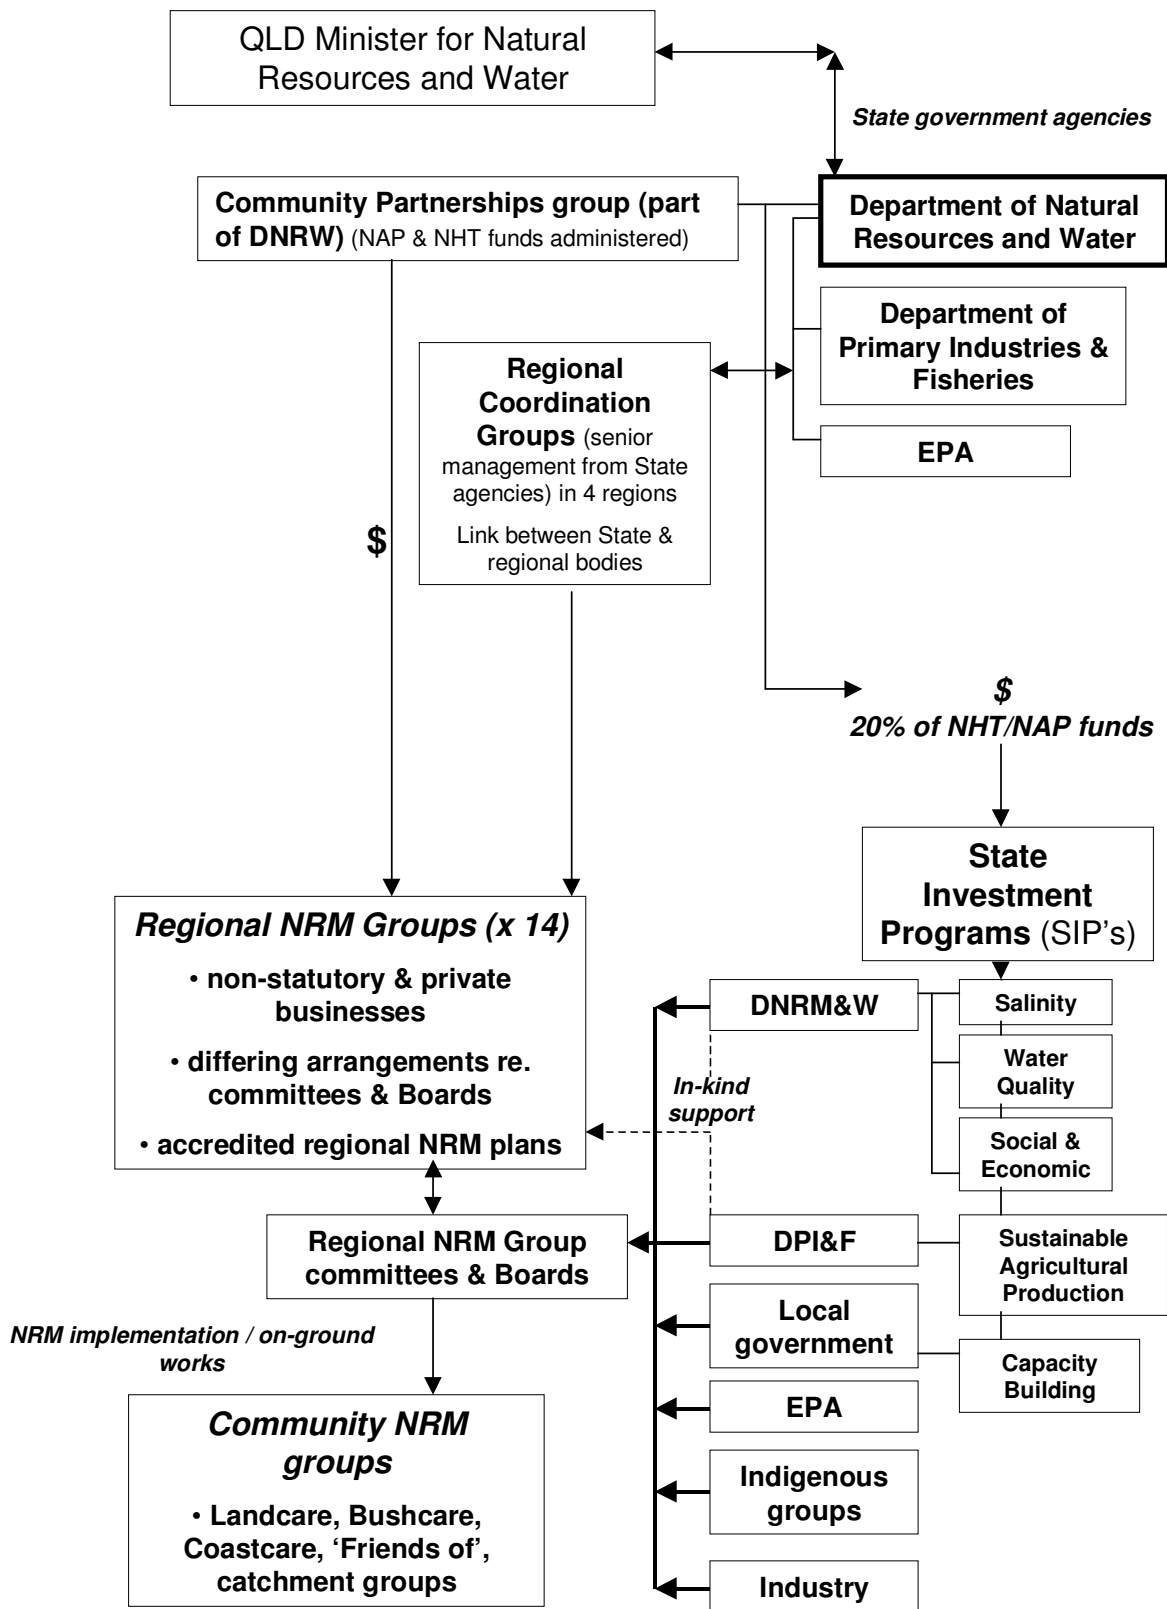 QLD Minister for Natural
Resources and Water
State government agencies
Community Partnerships group (part
of DNRW) (NAP & NHT funds administered)
Department of Natural
Resources and Water
Department of
Primary Industries &
Fisheries
EPA
Regional
Coordination
Groups (senior
management from State
agencies) in 4 regions
Link between State &
regional bodies
$
$
20% of NHT/NAP funds
State
Investment
Programs (SIP's)
Regional NRM Groups (x 14)
• non-statutory & private
businesses
• differing arrangements re.
committees & Boards
• accredited regional NRM plans
DNRM&W
Salinity
Water
Quality
In-kind
support
Social &
Economic
Regional NRM Group
committees & Boards
DPI&F
Sustainable
Agricultural
Production
NRM implementation / on-ground
works
Local
government
Capacity
Building
EPA
Community NRM
groups
• Landcare, Bushcare,
Coastcare, ‘Friends of’,
catchment groups
Indigenous
groups
Industry